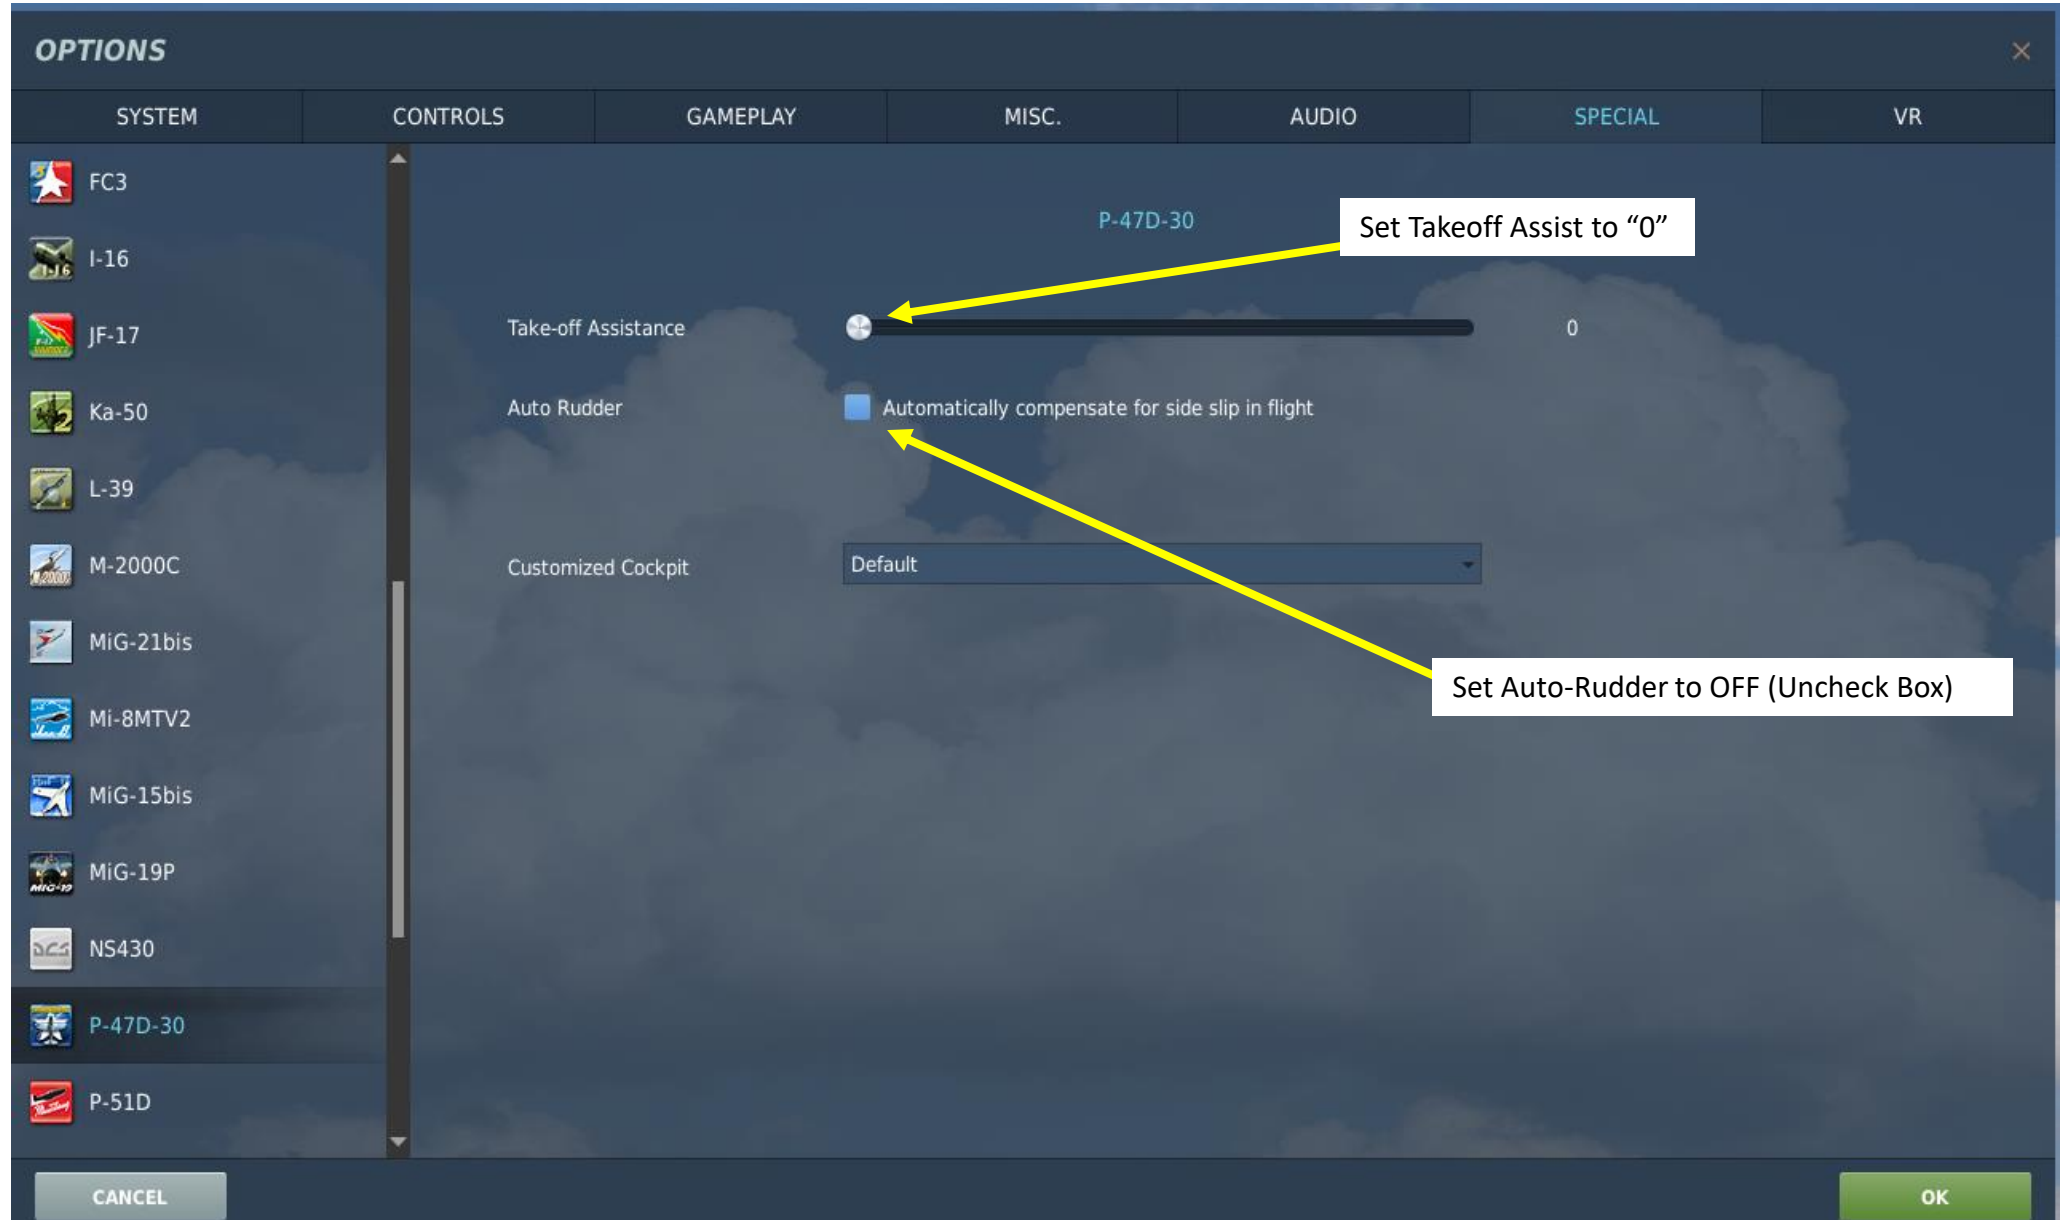 OPTIONS
SYSTEM CONTROLS GAMEPLAY MISC. AUDIO SPECIAL VR
FC3
I-16
JF-17
Ka-50
L-39
M-2000C
MiG-21bis
Mi-8MTV2
MiG-15bis
MiG-19P
NS430
P-47D-30
P-51D
P-47D-30
Set Takeoff Assist to “0”
Take-off Assistance 0
Auto Rudder Automatically compensate for side slip in flight
Customized Cockpit Default
Set Auto-Rudder to OFF (Uncheck Box)
CANCEL OK